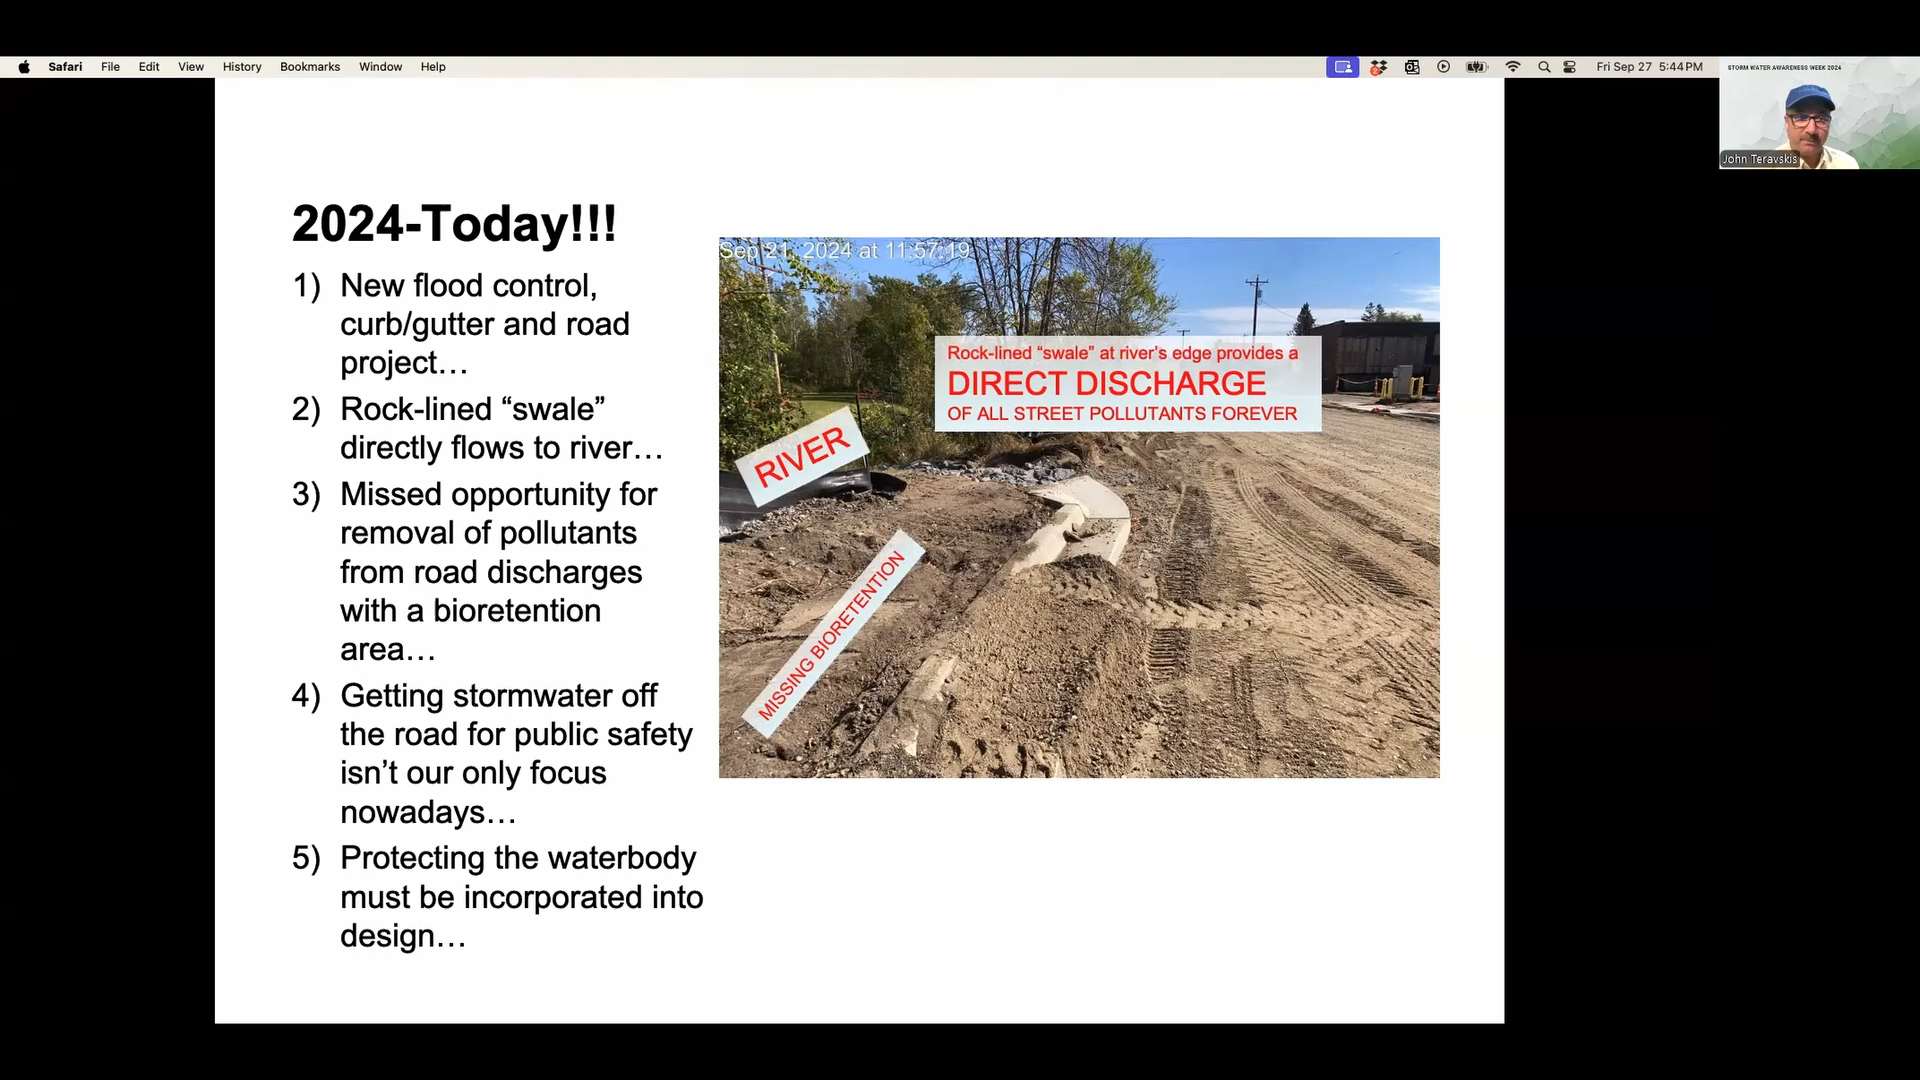 Safari File Edit View History Bookmarks Window Help Fri Sep 27 5:44 PM
STORM WATER AWARENESS WEEK 2024
John Teravskis
2024-Today!!!
1) New flood control,
curb/gutter and road
project…
2) Rock-lined “swale”
directly flows to river…
3) Missed opportunity for
removal of pollutants
from road discharges
with a bioretention
area…
4) Getting stormwater off
the road for public safety
isn’t our only focus
nowadays…
5) Protecting the waterbody
must be incorporated into
design…
Sep 21, 2024 at 11:57:19
Rock-lined “swale” at river’s edge provides a
DIRECT DISCHARGE
OF ALL STREET POLLUTANTS FOREVER
RIVER
MISSING BIORETENTION